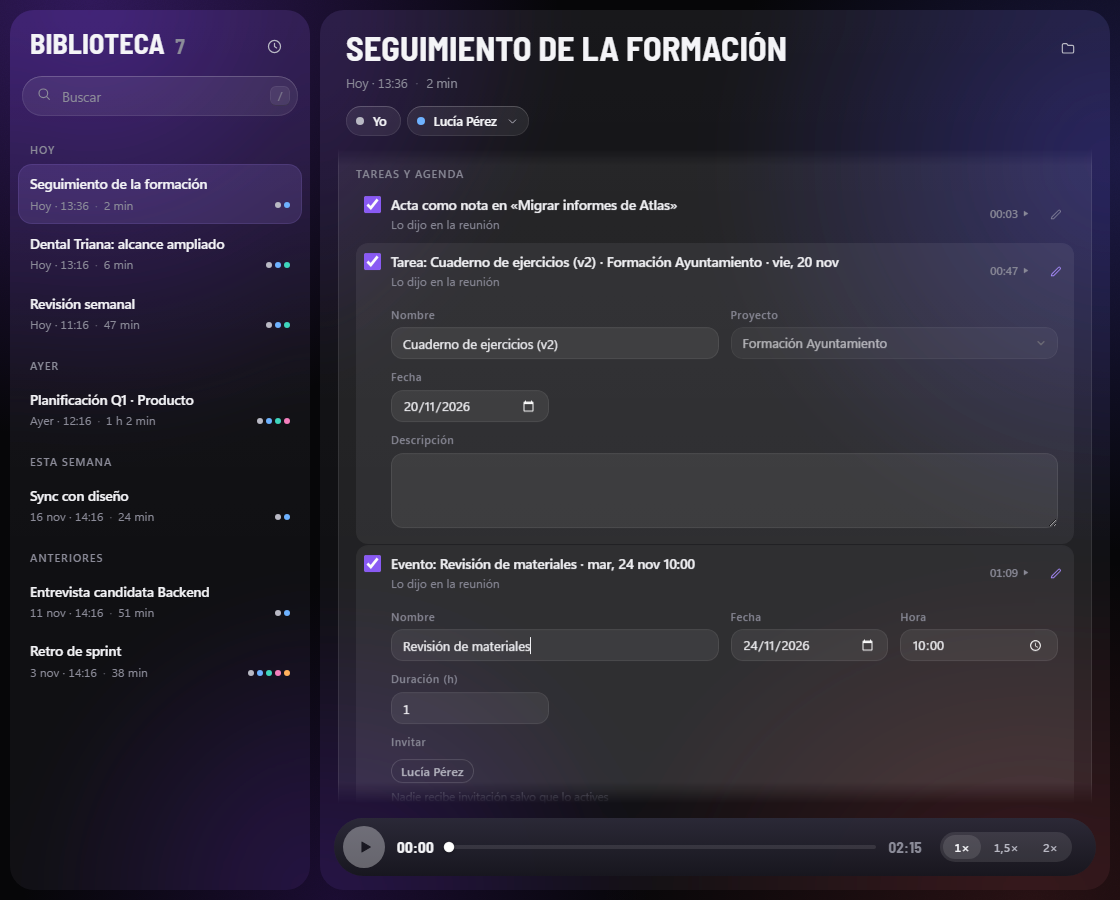 BIBLIOTECA 7
Buscar /
HOY
Seguimiento de la formación
Hoy · 13:36 · 2 min
Dental Triana: alcance ampliado
Hoy · 13:16 · 6 min
Revisión semanal
Hoy · 11:16 · 47 min
AYER
Planificación Q1 · Producto
Ayer · 12:16 · 1 h 2 min
ESTA SEMANA
Sync con diseño
16 nov · 14:16 · 24 min
ANTERIORES
Entrevista candidata Backend
11 nov · 14:16 · 51 min
Retro de sprint
3 nov · 14:16 · 38 min
SEGUIMIENTO DE LA FORMACIÓN
Hoy · 13:36 · 2 min
Yo Lucía Pérez
TAREAS Y AGENDA
Acta como nota en «Migrar informes de Atlas»
Lo dijo en la reunión
00:03
Tarea: Cuaderno de ejercicios (v2) · Formación Ayuntamiento · vie, 20 nov
Lo dijo en la reunión
00:47
Nombre Proyecto
Cuaderno de ejercicios (v2) Formación Ayuntamiento
Fecha
20/11/2026
Descripción
Evento: Revisión de materiales · mar, 24 nov 10:00
Lo dijo en la reunión
01:09
Nombre Fecha Hora
Revisión de materiales 24/11/2026 10:00
Duración (h)
1
Invitar
Lucía Pérez
Nadie recibe invitación salvo que lo actives
00:00 02:15 1× 1,5× 2×